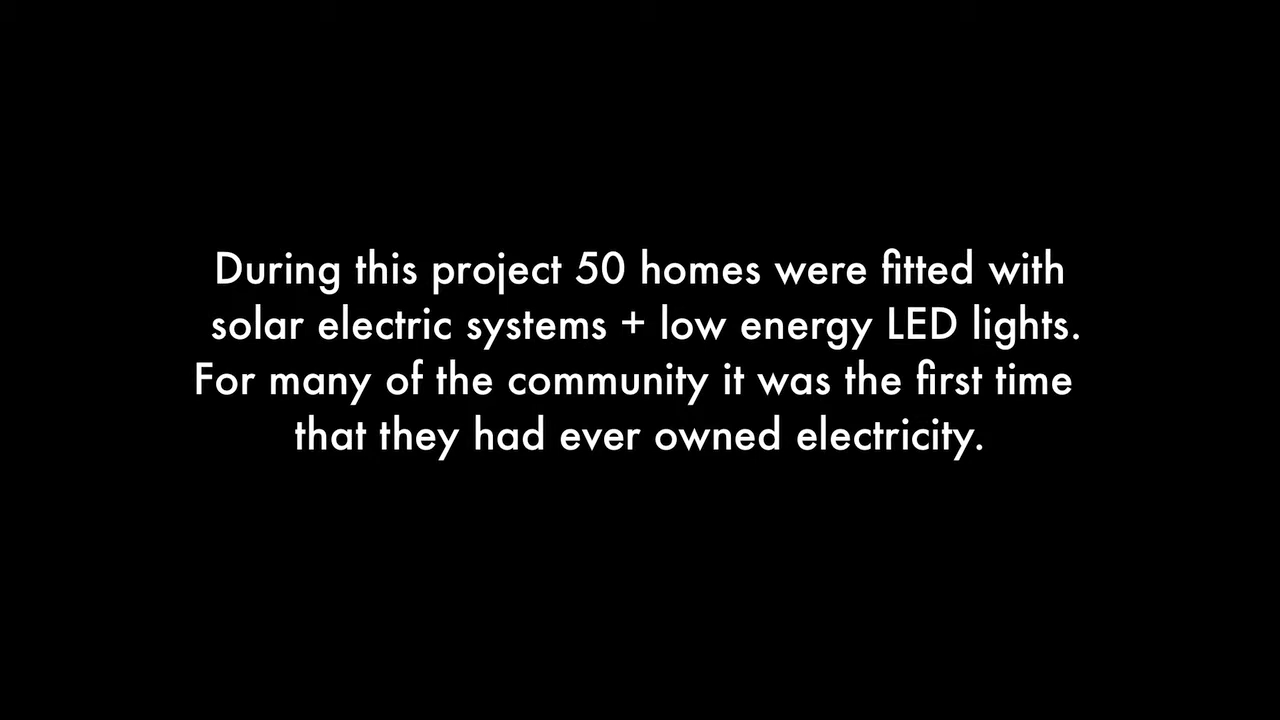 During this project 50 homes were fitted with
solar electric systems + low energy LED lights.
For many of the community it was the first time
that they had ever owned electricity.